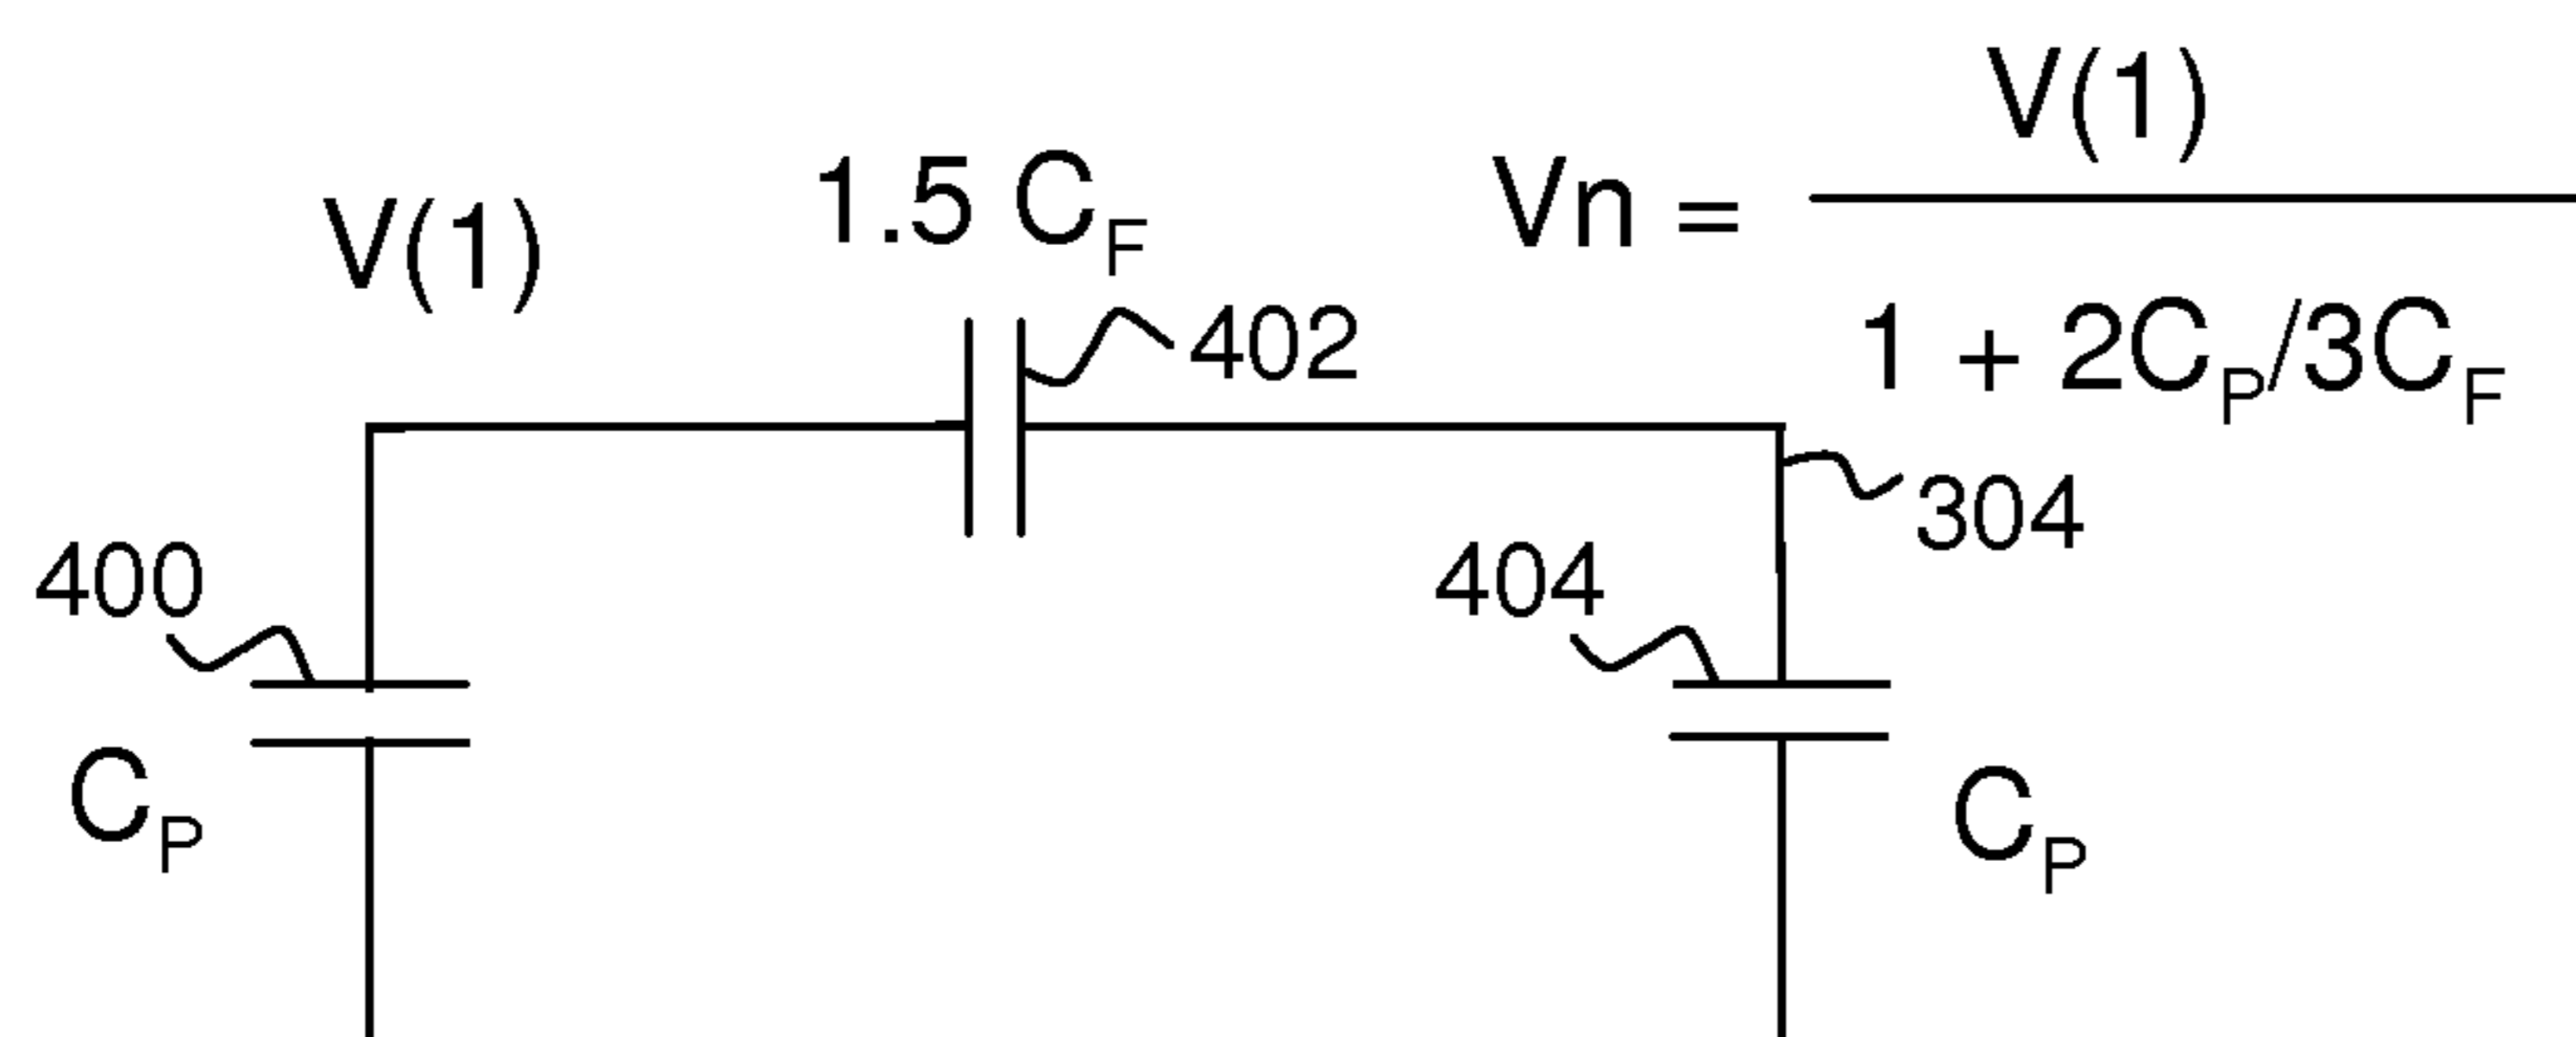 V(1)
1.5 C_F
Vn = V(1)
1 + 2C_P/3C_F
402
304
400
404
C_P
C_P